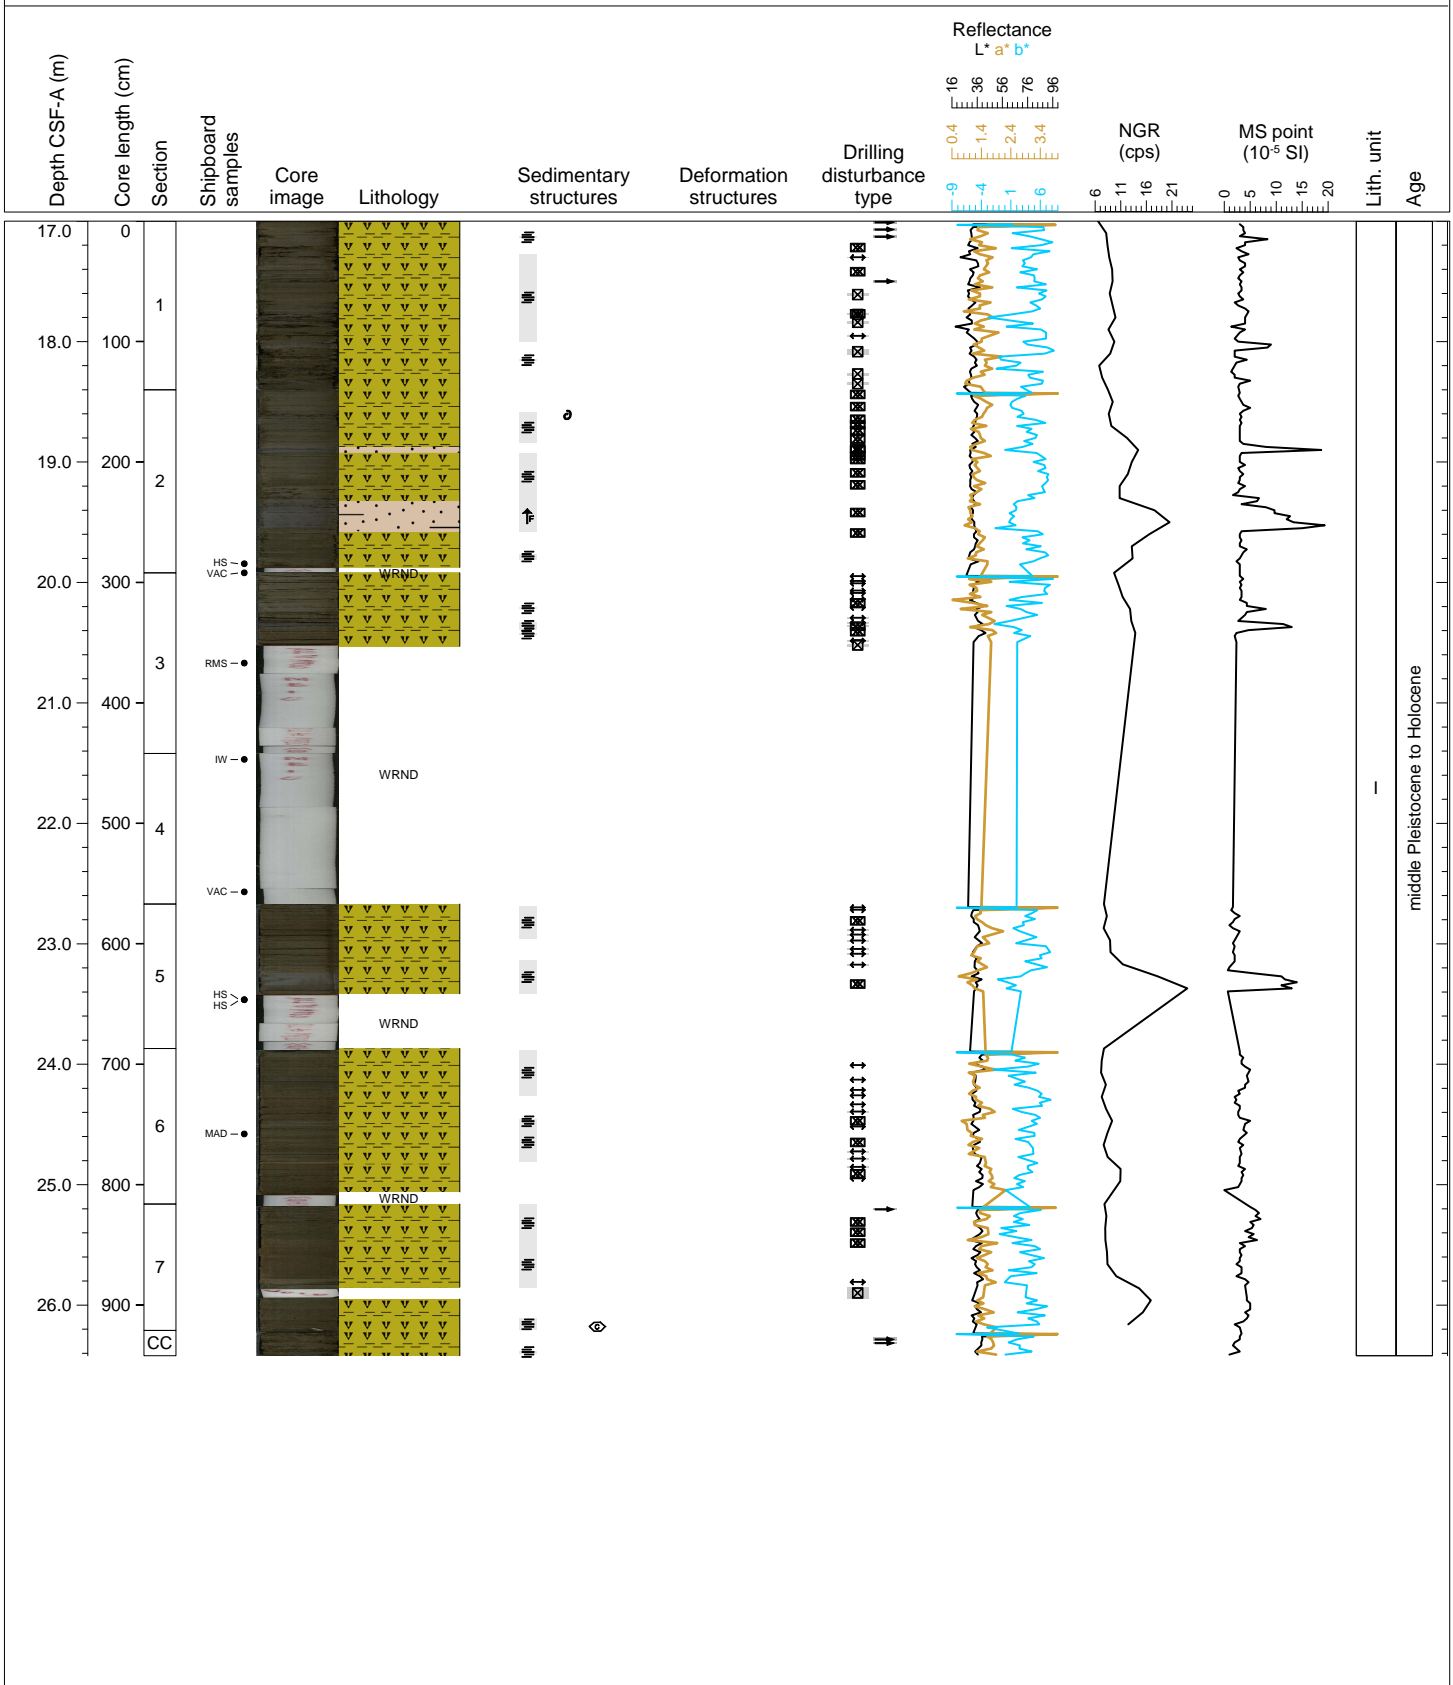 Depth CSF-A (m)
Core length (cm)
Section
Shipboard
samples
Core
image
Lithology
Sedimentary
structures
Deformation
structures
Drilling
disturbance
type
Reflectance
L* a* b*
16 36 56 76 96
0.4 1.4 2.4 3.4
-9 -4 1 6
NGR
(cps)
6 11 16 21
MS point
(10-5 SI)
0 5 10 15 20
Lith. unit
Age
17.0 0
1
18.0 100
19.0 200
2
HS
VAC
WRND
20.0 300
3
RMS
21.0 400
IW
WRND
I
22.0 500
4
VAC
23.0 600
5
HS
HS
WRND
24.0 700
6
MAD
25.0 800
WRND
7
26.0 900
C
CC
middle Pleistocene to Holocene